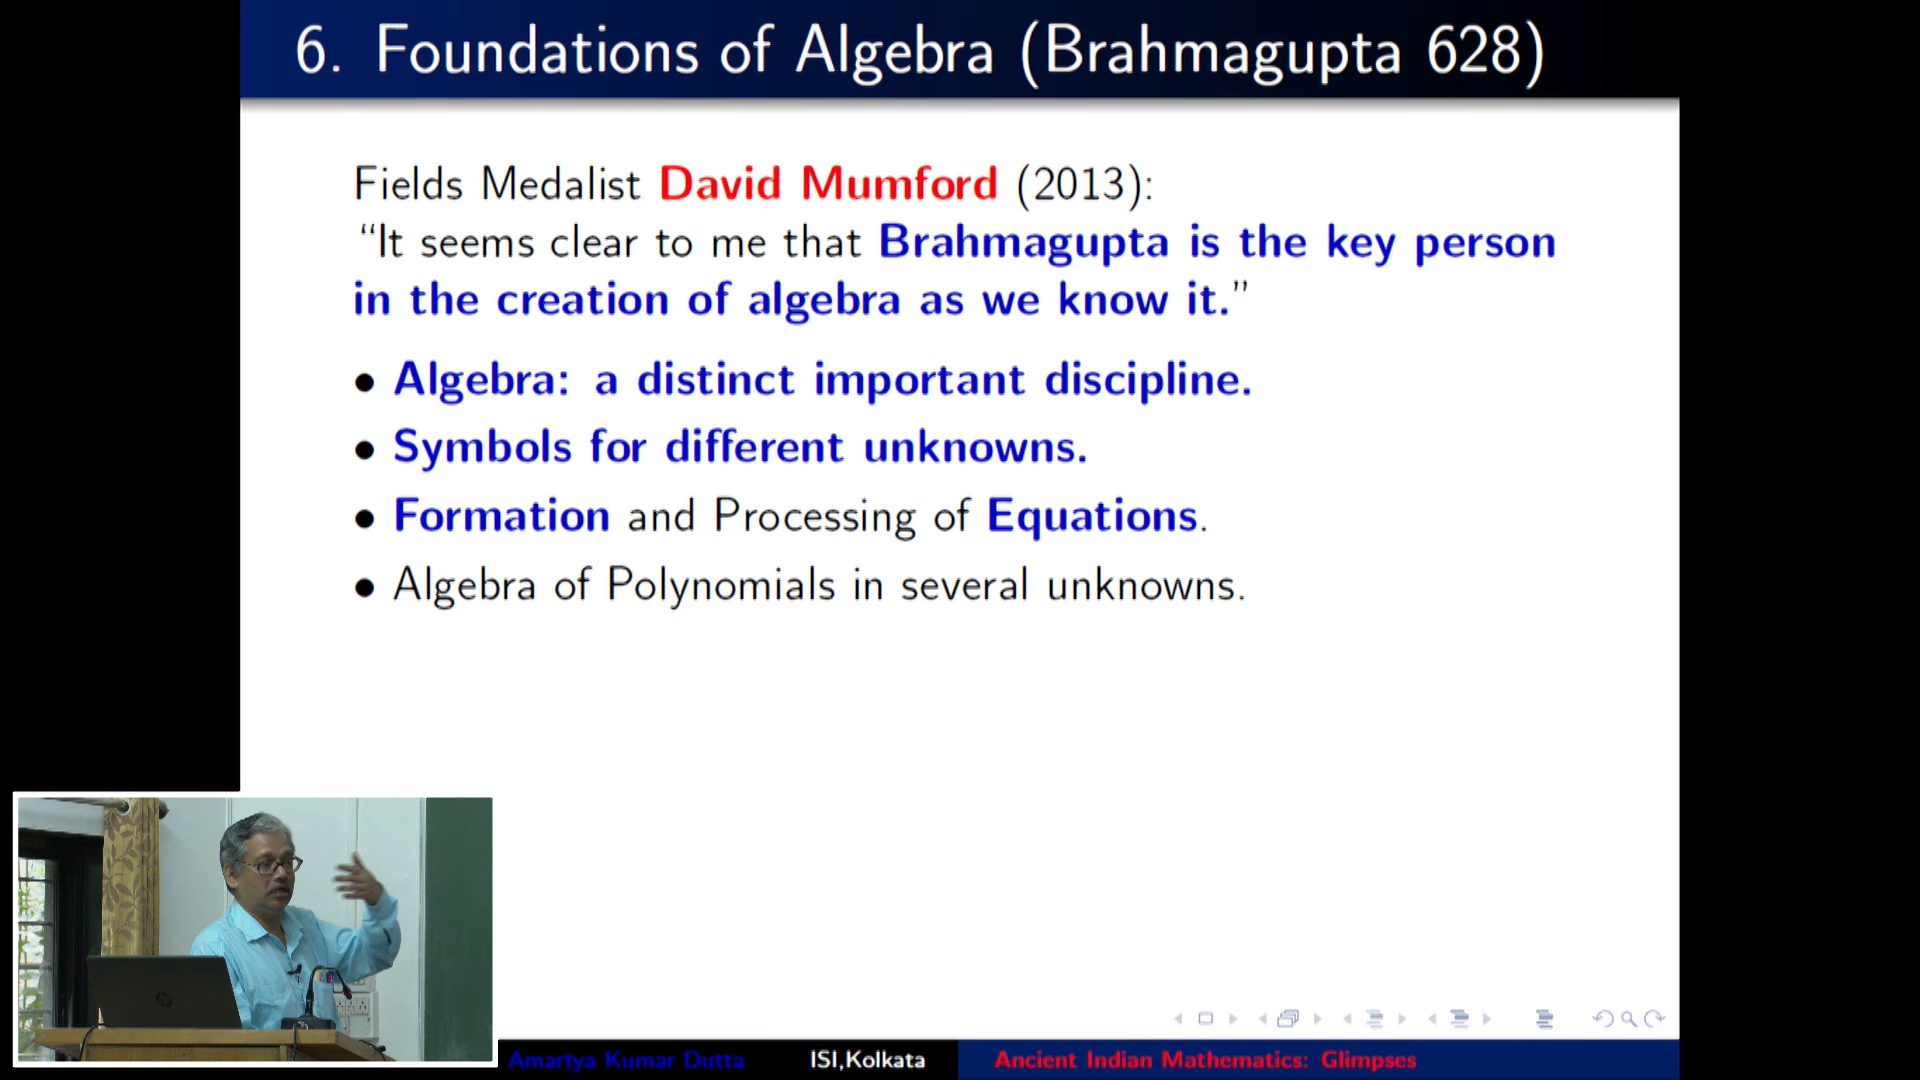 6. Foundations of Algebra (Brahmagupta 628)
Fields Medalist David Mumford (2013):
“It seems clear to me that Brahmagupta is the key person
in the creation of algebra as we know it.”
• Algebra: a distinct important discipline.
• Symbols for different unknowns.
• Formation and Processing of Equations.
• Algebra of Polynomials in several unknowns.
Amartya Kumar Dutta ISI,Kolkata Ancient Indian Mathematics: Glimpses